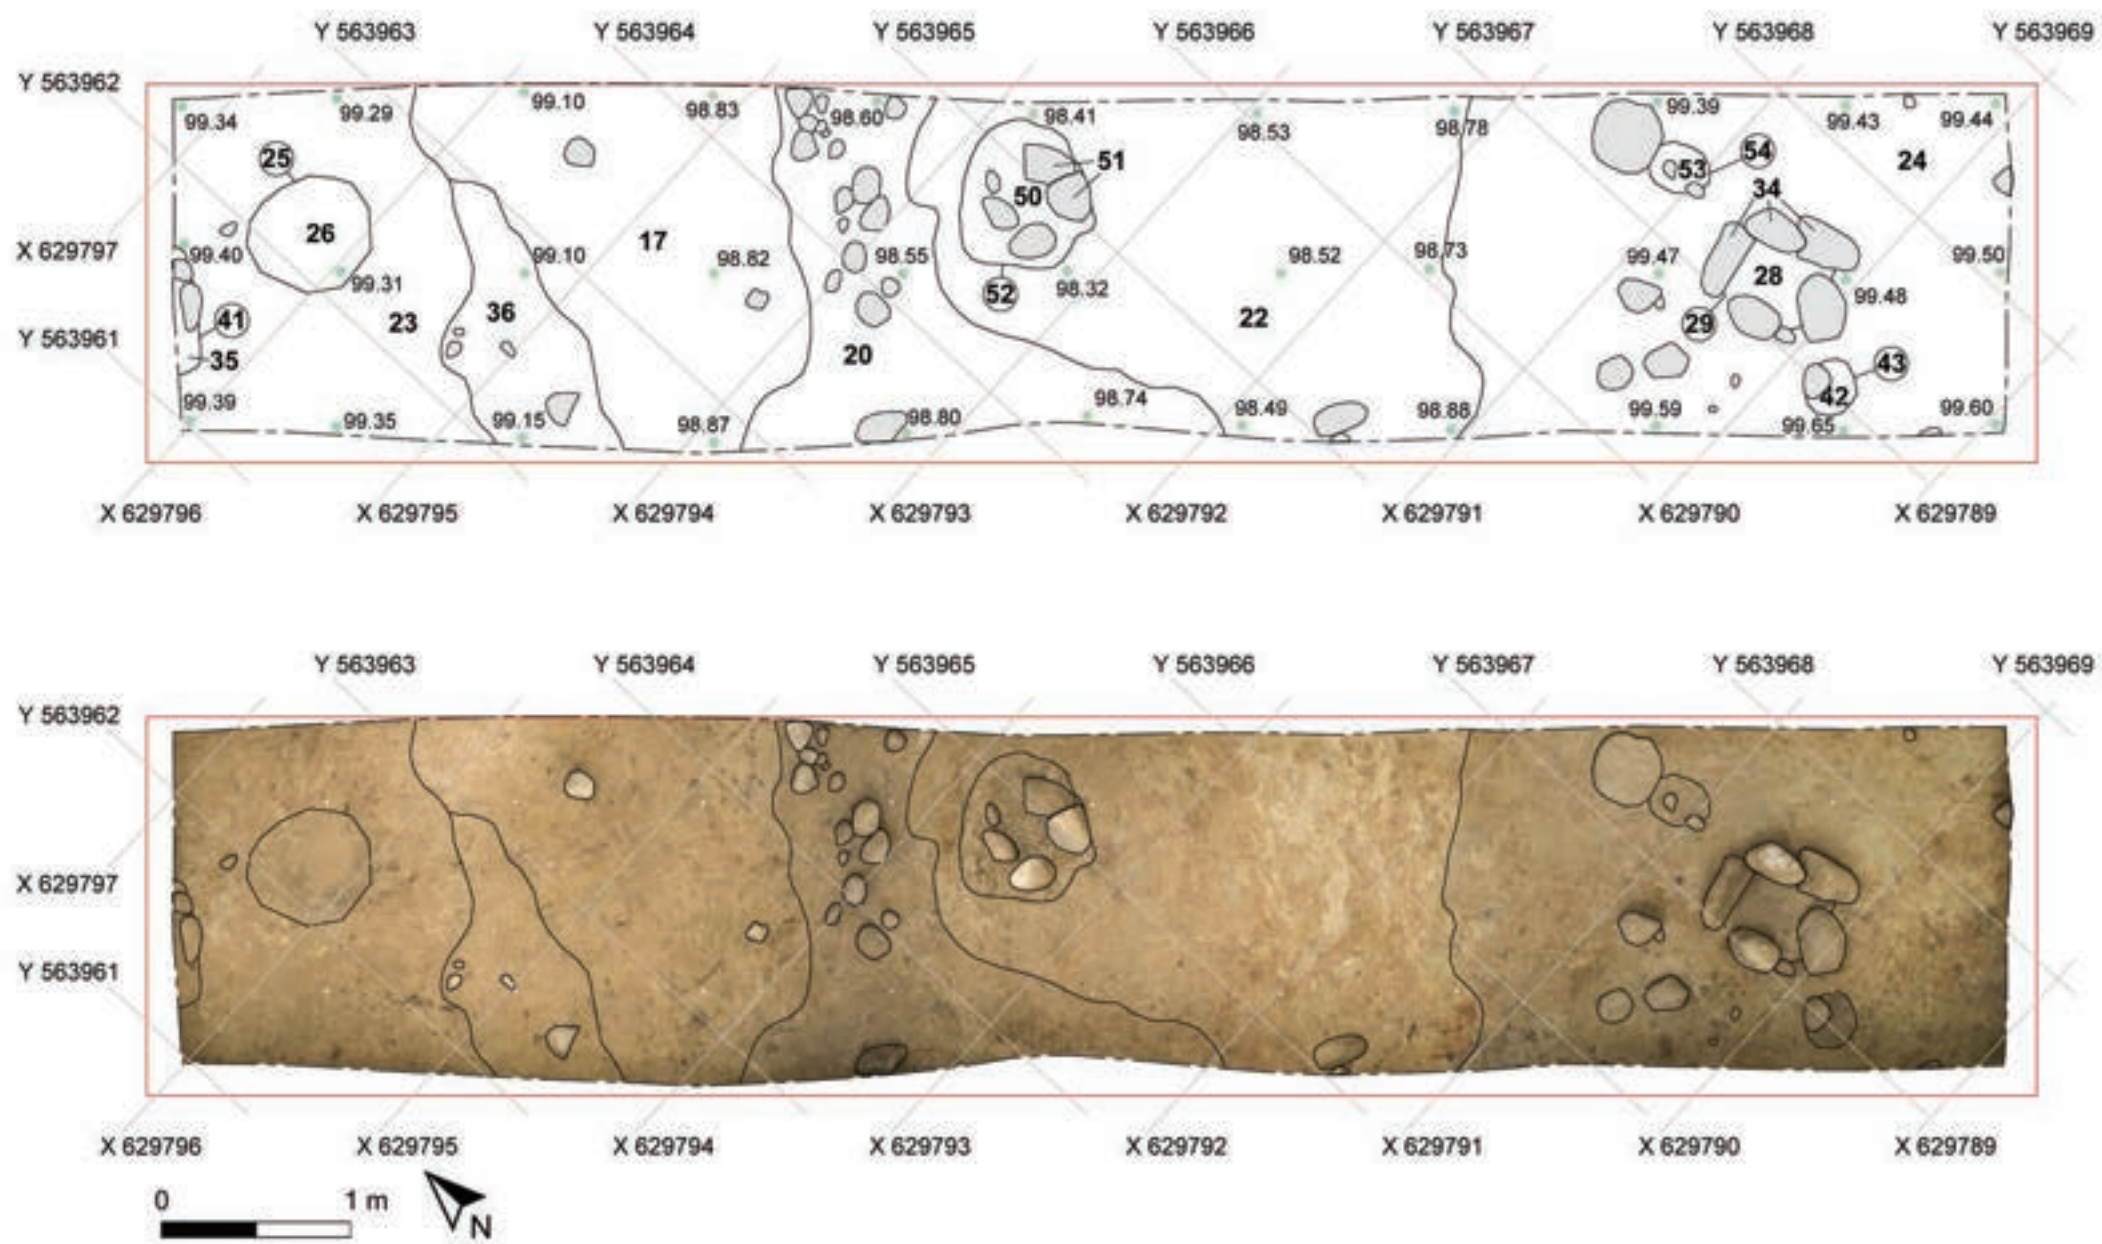 Y 563963 Y 564964 Y 563965 Y 563966 Y 563967 Y 563968 Y 563969
Y 563962
99.34 99.29 99.10 98.83 98.60 98.41 98.53 98.78 99.39 99.43 99.44
25 51 53 54 24
26 50 34
17
X 629797 99.40 99.31 99.10 98.82 98.55 98.32 98.52 98.73 99.47 28 99.48 99.50
52
41 23 36 22 29
Y 563961 35 20 43
42
99.39 99.35 99.15 98.87 98.80 98.74 98.49 98.88 99.59 99.65 99.60
X 629796 X 629795 X 629794 X 629793 X 629792 X 629791 X 629790 X 629789
Y 563963 Y 563964 Y 563965 Y 563966 Y 563967 Y 563968 Y 563969
Y 563962
X 629797
Y 563961
X 629796 X 629795 X 629794 X 629793 X 629792 X 629791 X 629790 X 629789
0 1 m
N